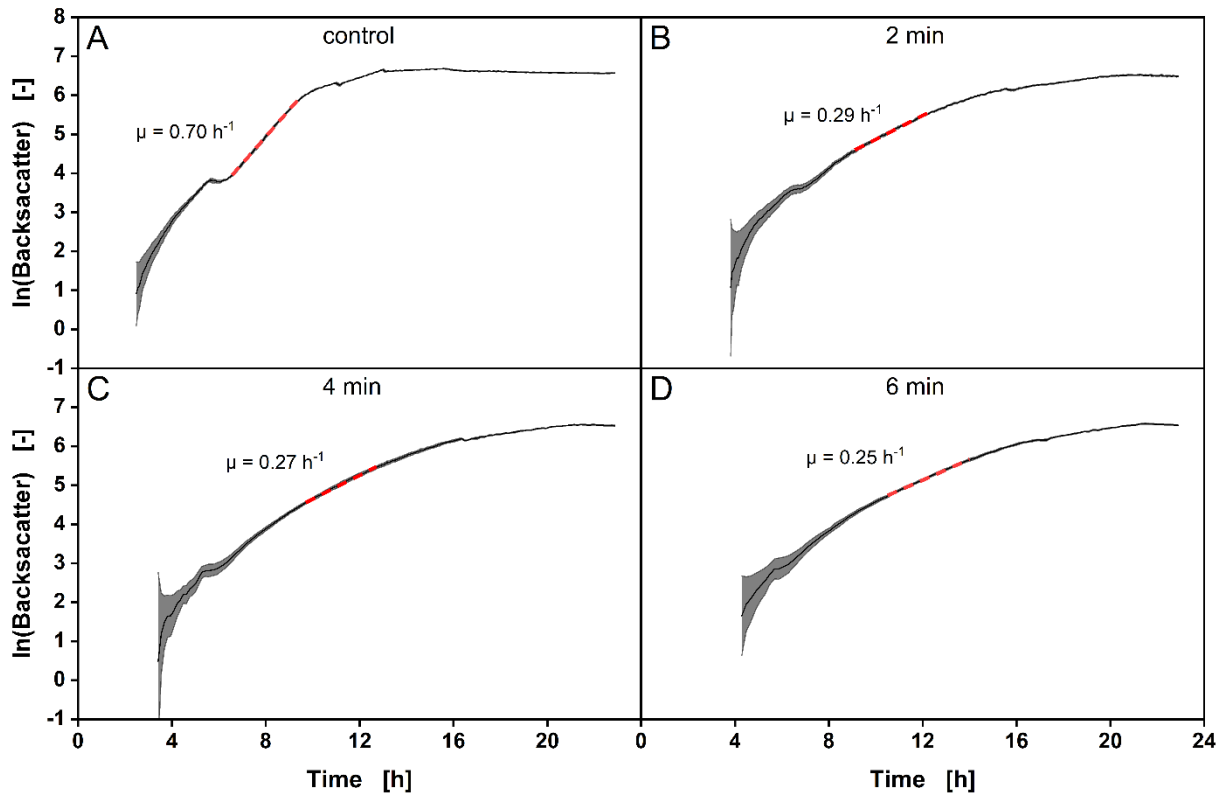 A
control
B
2 min
8
7
6
5
4
3
2
1
0
-1
ln(Backsacatter) [-]
μ = 0.70 h⁻¹
μ = 0.29 h⁻¹
C
4 min
D
6 min
7
6
5
4
3
2
1
0
-1
ln(Backsacatter) [-]
μ = 0.27 h⁻¹
μ = 0.25 h⁻¹
0 4 8 12 16 20
0 4 8 12 16 20 24
Time [h]
Time [h]